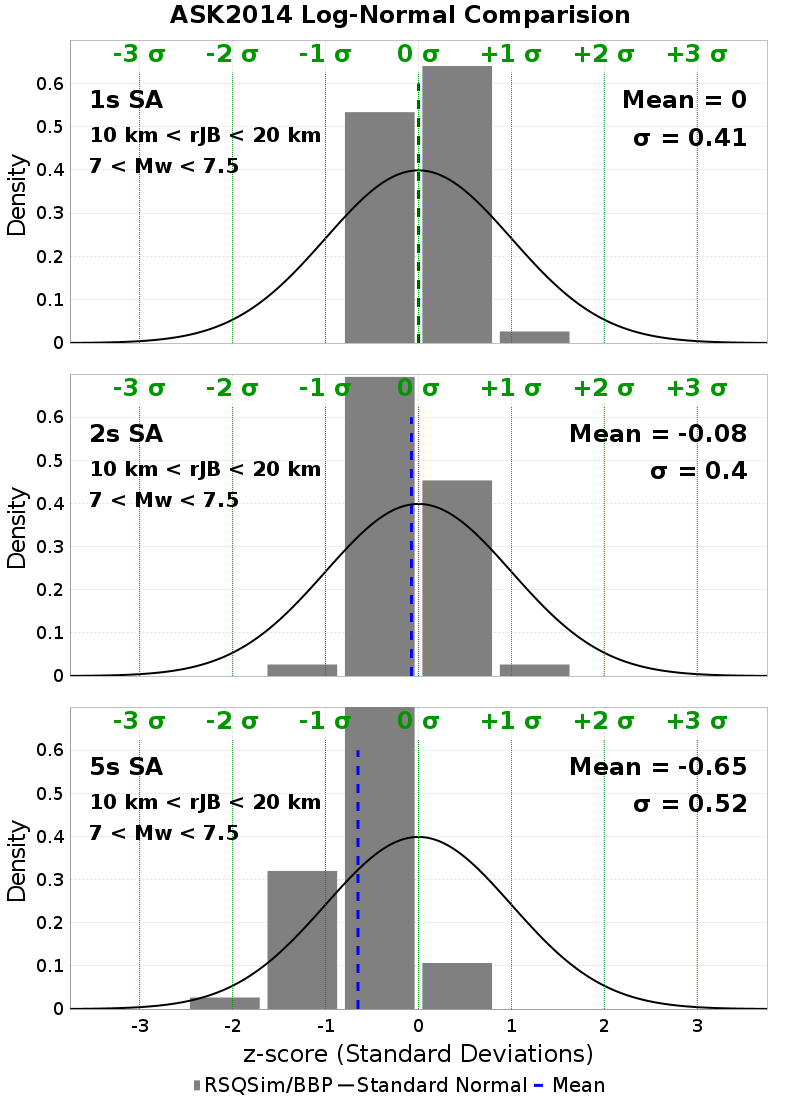 ASK2014 Log-Normal Comparision
-3 σ -2 σ -1 σ 0 σ +1 σ +2 σ +3 σ
0.6
1s SA Mean = 0
0.5
10 km < rJB < 20 km σ = 0.41
7 < Mw < 7.5
0.4
0.3
0.2
0.1
0
Density
-3 σ -2 σ -1 σ 0 σ +1 σ +2 σ +3 σ
0.6
2s SA Mean = -0.08
0.5
10 km < rJB < 20 km σ = 0.4
7 < Mw < 7.5
0.4
0.3
0.2
0.1
0
Density
-3 σ -2 σ -1 σ 0 σ +1 σ +2 σ +3 σ
0.6
5s SA Mean = -0.65
0.5
10 km < rJB < 20 km σ = 0.52
7 < Mw < 7.5
0.4
0.3
0.2
0.1
0
Density
-3 -2 -1 0 1 2 3
z-score (Standard Deviations)
RSQSim/BBP Standard Normal Mean